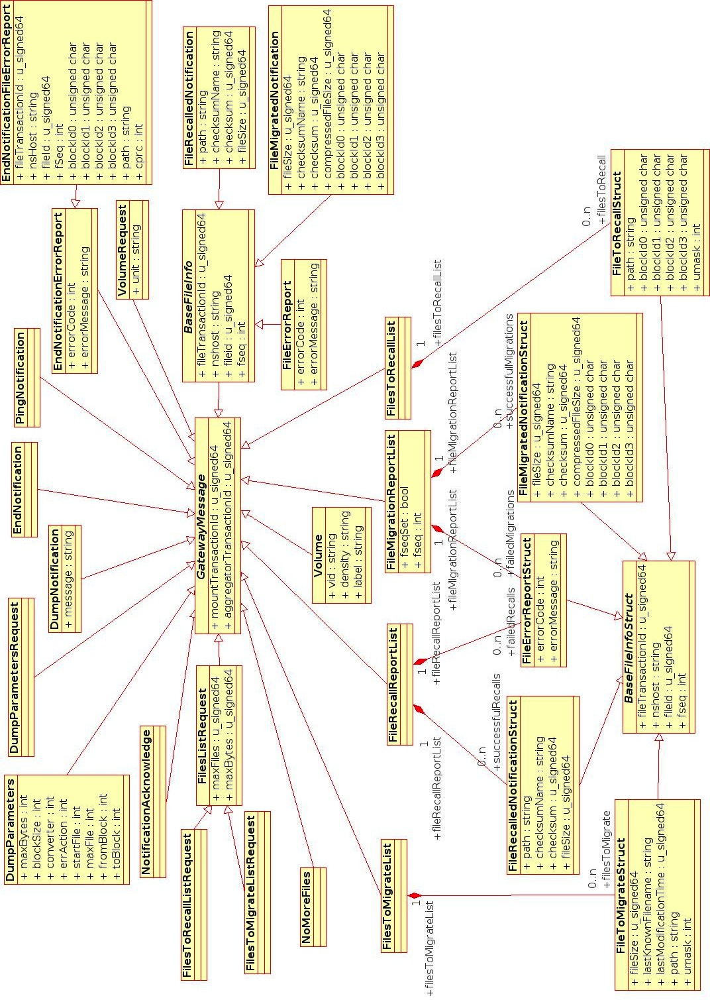 EndNotificationFileErrorReport
+ fileTransactionId : u_signed64
+ nsHost : string
+ fileId : u_signed64
+ fSeq : int
+ blockId0 : unsigned char
+ blockId1 : unsigned char
+ blockId2 : unsigned char
+ blockId3 : unsigned char
+ path : string
+ cprc : int
FileRecalledNotification
+ path : string
+ checksumName : string
+ checksum : u_signed64
+ fileSize : u_signed64
FileMigratedNotification
+ fileSize : u_signed64
+ checksumName : string
+ checksum : u_signed64
+ compressedFileSize : u_signed64
+ blockId0 : unsigned char
+ blockId1 : unsigned char
+ blockId2 : unsigned char
+ blockId3 : unsigned char
EndNotificationErrorReport
+ errorCode : int
+ errorMessage : string
VolumeRequest
+ unit : string
BaseFileInfo
+ fileTransactionId : u_signed64
+ nshost : string
+ fileid : u_signed64
+ fseq : int
FileErrorReport
+ errorCode : int
+ errorMessage : string
FileToRecallStruct
+ path : string
+ blockId0 : unsigned char
+ blockId1 : unsigned char
+ blockId2 : unsigned char
+ blockId3 : unsigned char
+ umask : int
0..n
+filesToRecall
PingNotification
EndNotification
DumpNotification
+ message : string
DumpParametersRequest
DumpParameters
+ maxBytes : int
+ blockSize : int
+ converter : int
+ errAction : int
+ startFile : int
+ maxFile : int
+ fromBlock : int
+ toBlock : int
NotificationAcknowledge
GatewayMessage
+ mountTransactionId : u_signed64
+ aggregatorTransactionId : u_signed64
FilesListRequest
+ maxFiles : u_signed64
+ maxBytes : u_signed64
FilesToRecallListRequest
FilesToMigrateListRequest
NoMoreFiles
Volume
+ vid : string
+ density : string
+ label : string
FilesToRecallList
1
+filesToRecallList
FileMigrationReportList
+ fseqSet : bool
+ fseq : int
1
+fileMigrationReportList
1
+fileMigrationReportList
0..n
+successfulMigrations
0..n
+failedMigrations
FileRecallReportList
1
+fileRecallReportList
1
+fileRecallReportList
0..n
+failedRecalls
0..n
+successfulRecalls
FilesToMigrateList
1
+filesToMigrateList
0..n
+filesToMigrate
FileMigratedNotificationStruct
+ fileSize : u_signed64
+ checksumName : string
+ checksum : u_signed64
+ compressedFileSize : u_signed64
+ blockId0 : unsigned char
+ blockId1 : unsigned char
+ blockId2 : unsigned char
+ blockId3 : unsigned char
FileErrorReportStruct
+ errorCode : int
+ errorMessage : string
FileRecalledNotificationStruct
+ path : string
+ checksumName : string
+ checksum : u_signed64
+ fileSize : u_signed64
BaseFileInfoStruct
+ fileTransactionId : u_signed64
+ nshost : string
+ fileid : u_signed64
+ fseq : int
FileToMigrateStruct
+ fileSize : u_signed64
+ lastKnownFilename : string
+ lastModificationTime : u_signed64
+ path : string
+ umask : int